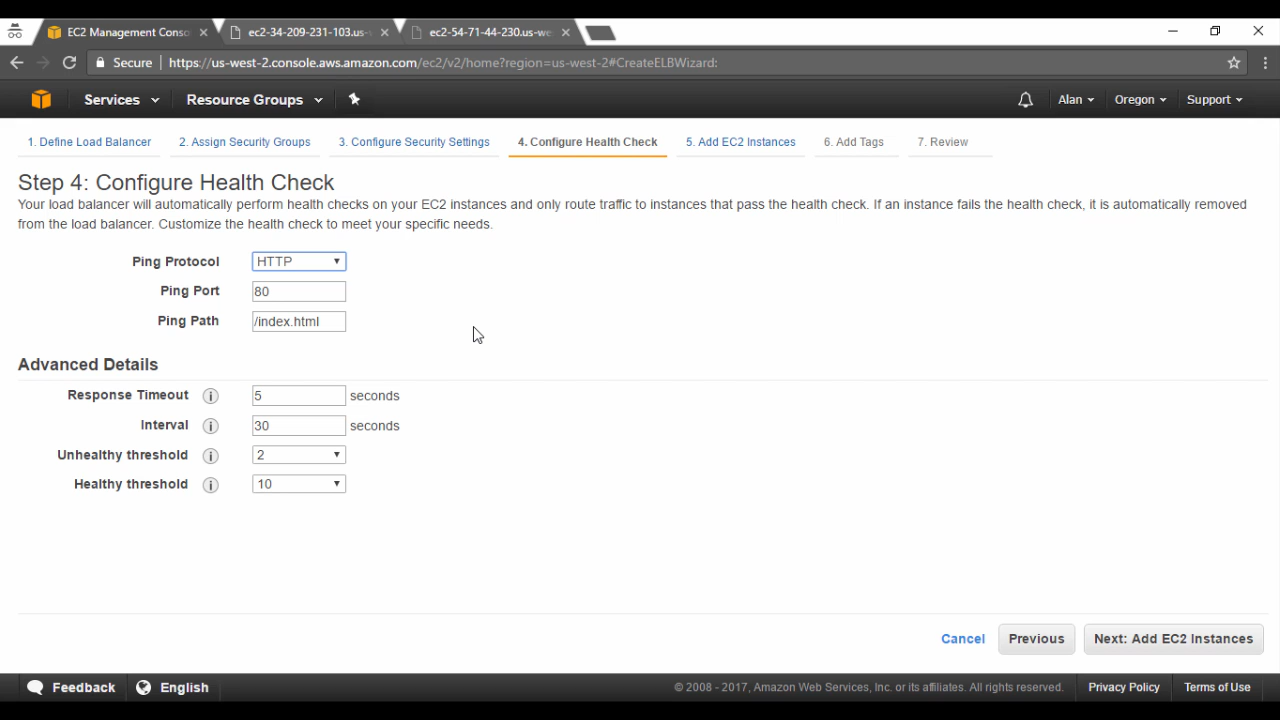 EC2 Management Conso
ec2-34-209-231-103.us-
ec2-54-71-44-230.us-we
Secure https://us-west-2.console.aws.amazon.com/ec2/v2/home?region=us-west-2#CreateELBWizard:
Services Resource Groups Alan Oregon Support
1. Define Load Balancer 2. Assign Security Groups 3. Configure Security Settings 4. Configure Health Check 5. Add EC2 Instances 6. Add Tags 7. Review
Step 4: Configure Health Check
Your load balancer will automatically perform health checks on your EC2 instances and only route traffic to instances that pass the health check. If an instance fails the health check, it is automatically removed
from the load balancer. Customize the health check to meet your specific needs.
Ping Protocol HTTP
Ping Port 80
Ping Path /index.html
Advanced Details
Response Timeout 5 seconds
Interval 30 seconds
Unhealthy threshold 2
Healthy threshold 10
Cancel Previous Next: Add EC2 Instances
Feedback English © 2008 - 2017, Amazon Web Services, Inc. or its affiliates. All rights reserved. Privacy Policy Terms of Use